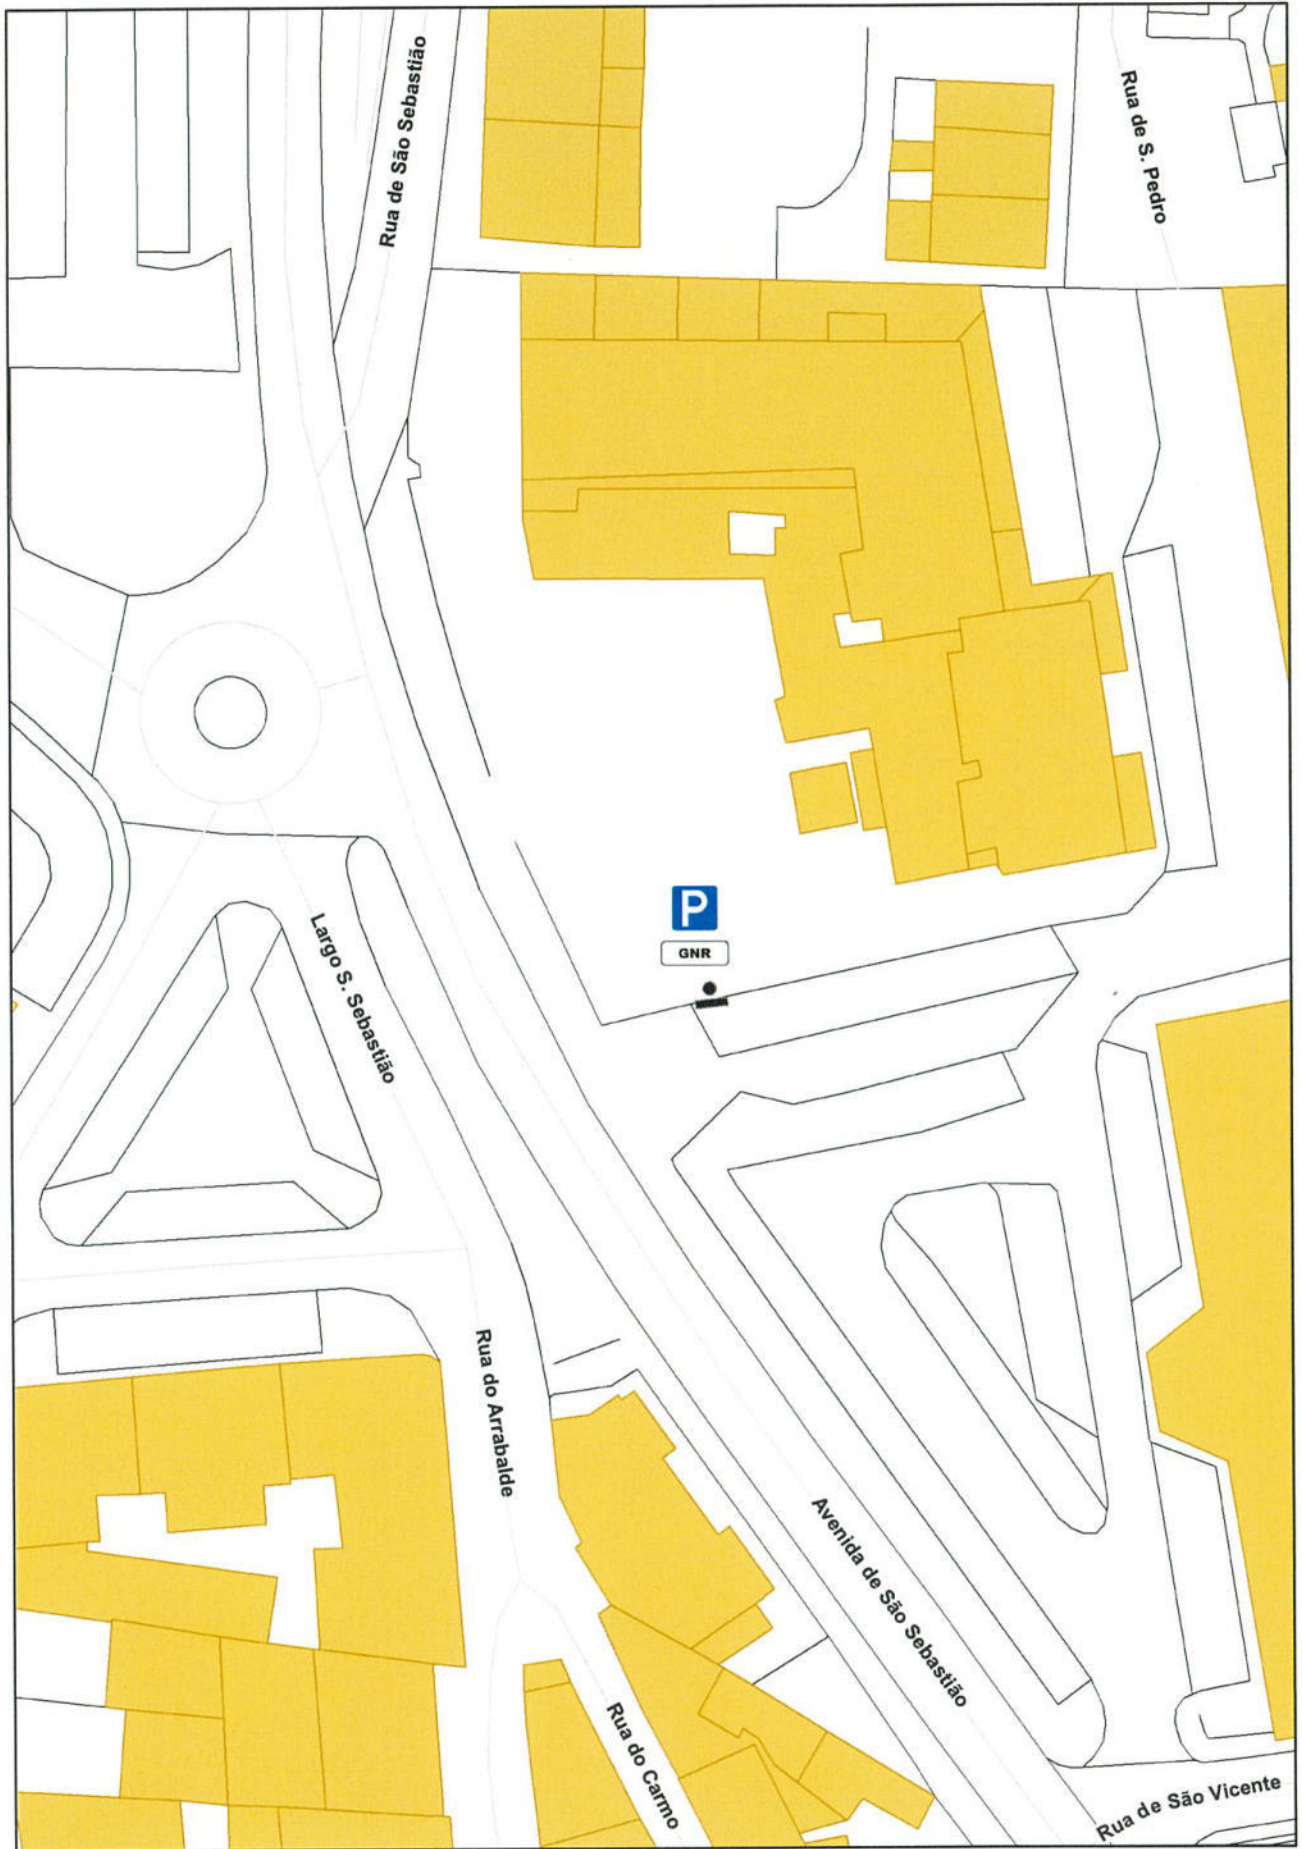 Rua de São Sebastião
Rua de S. Pedro
P
GNR
Largo S. Sebastião
Rua do Arrabalde
Avenida de São Sebastião
Rua do Carmo
Rua de São Vicente